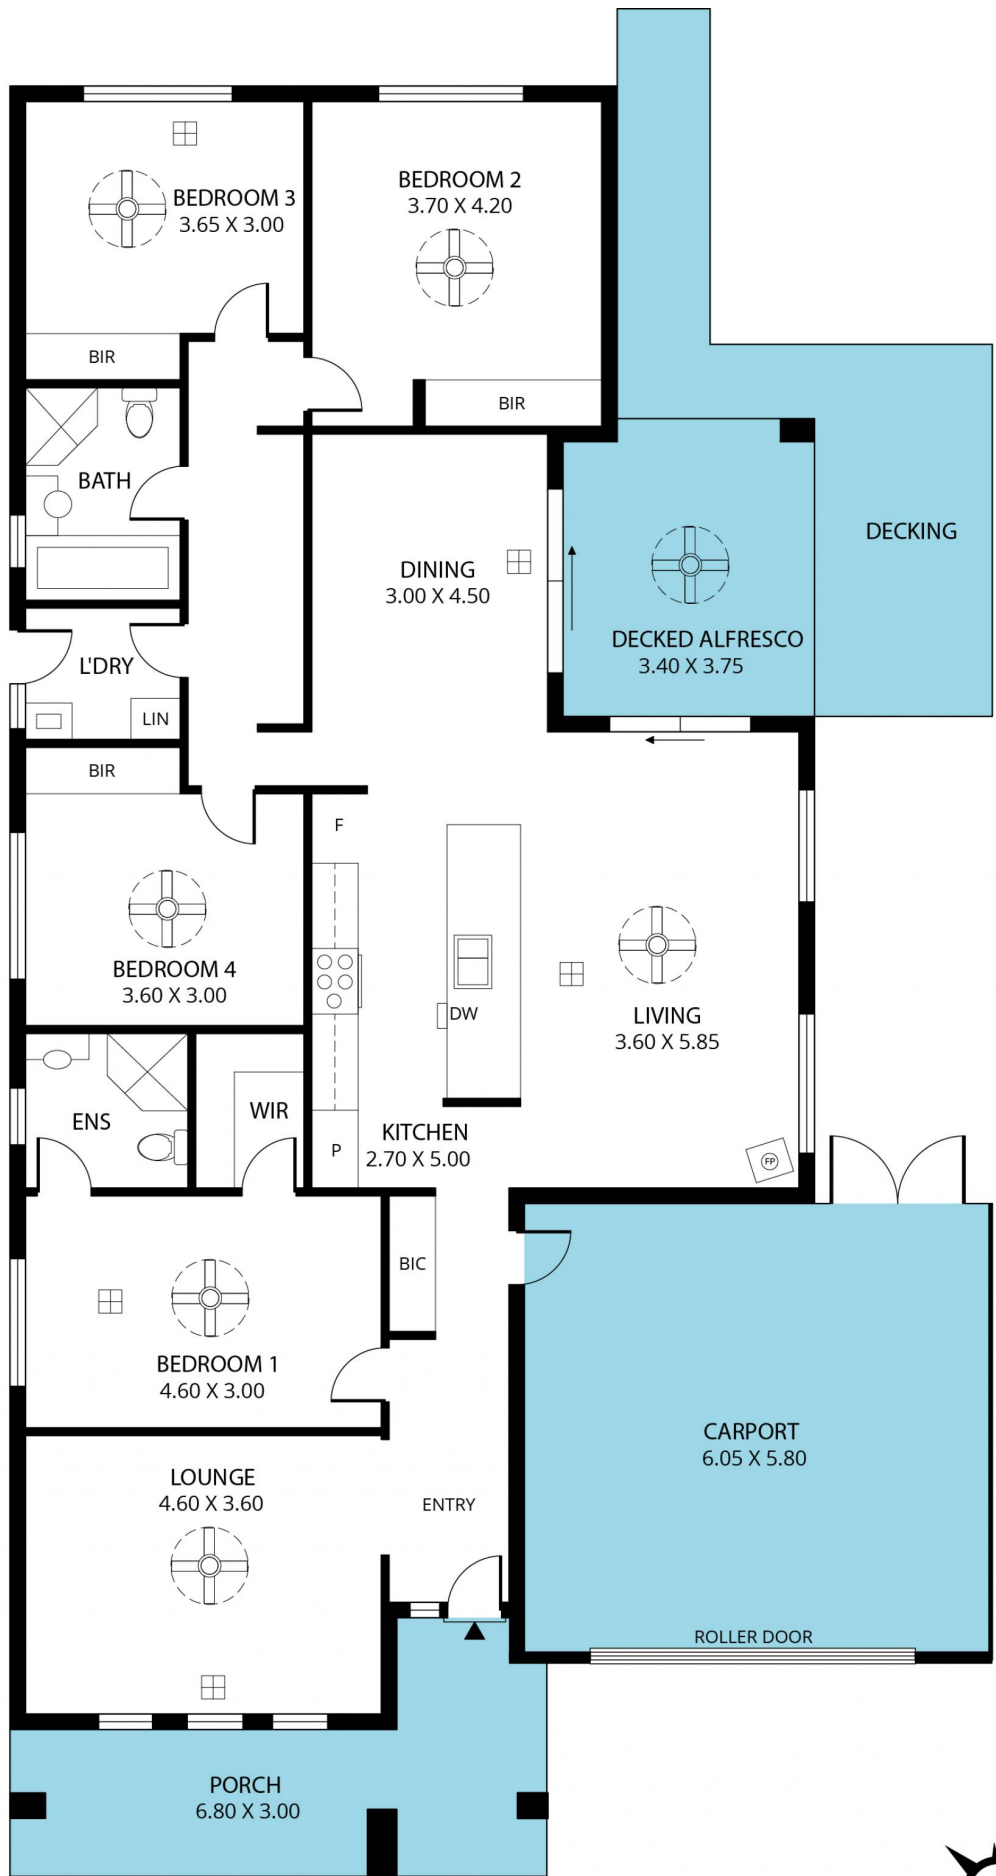 BEDROOM 3
3.65 X 3.00
BEDROOM 2
3.70 X 4.20
BIR
BIR
BATH
DINING
3.00 X 4.50
DECKING
DECKED ALFRESCO
3.40 X 3.75
L'DRY
LIN
BIR
F
BEDROOM 4
3.60 X 3.00
DW
LIVING
3.60 X 5.85
ENS
WIR
KITCHEN
2.70 X 5.00
P
FP
BIC
BEDROOM 1
4.60 X 3.00
CARPORT
6.05 X 5.80
LOUNGE
4.60 X 3.60
ENTRY
ROLLER DOOR
PORCH
6.80 X 3.00